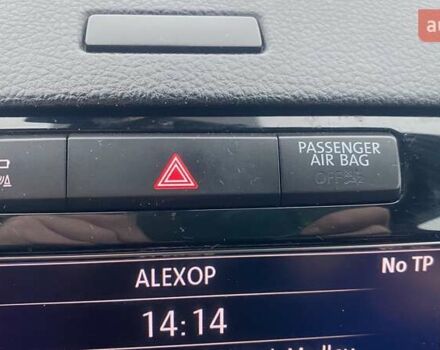 PASSENGER
AIR BAG
OFF
ALEXOP
No TP
14:14